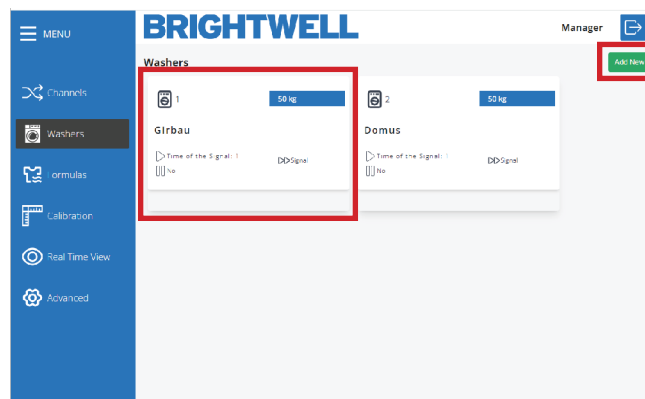 MENU
BRIGHTWELL
Manager
Washers
Add New
Channels
Washers
Formulas
Calibration
Real Time View
Advanced
1
50 kg
Girbau
Time of the Signal: 1
Signal
No
2
50 kg
Domus
Time of the Signal: 1
Signal
No